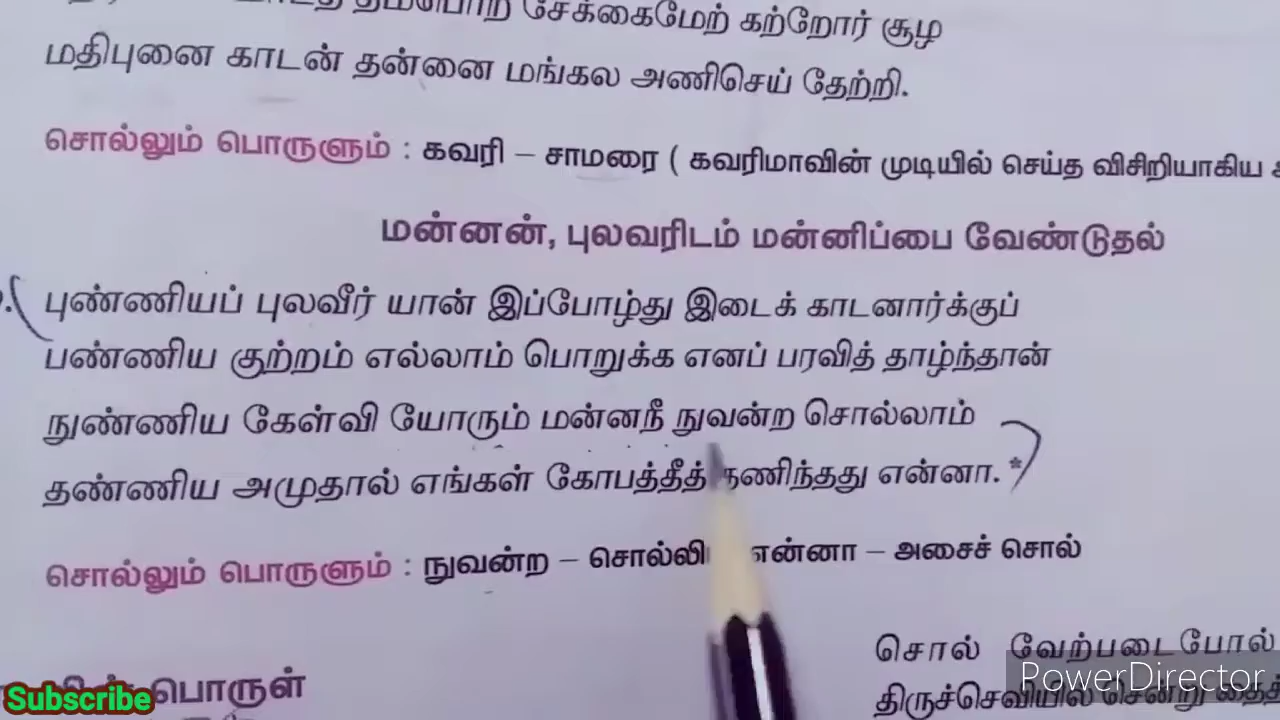 சேக்கைமேற் கற்றோர் சூழ
மதிபுனை காடன் தன்னை மங்கல அணிசெய் தேற்றி.
சொல்லும் பொருளும் : கவரி – சாமரை ( கவரிமாவின் முடியில் செய்த விசிறியாகிய
மன்னன், புலவரிடம் மன்னிப்பை வேண்டுதல்
புண்ணியப் புலவீர் யான் இப்போழ்து இடைக் காடனார்க்குப்
பண்ணிய குற்றம் எல்லாம் பொறுக்க எனப் பரவித் தாழ்ந்தான்
நுண்ணிய கேள்வி யோரும் மன்னநீ நுவன்ற சொல்லாம்
தண்ணிய அமுதால் எங்கள் கோபத்தீத் தணிந்தது என்னா.*
சொல்லும் பொருளும் : நுவன்ற – என்னா – அசைச் சொல்
சொல் வேற்படைபோல்
பொருள்
திருச்செவியில் சென்று
Subscribe
PowerDirector